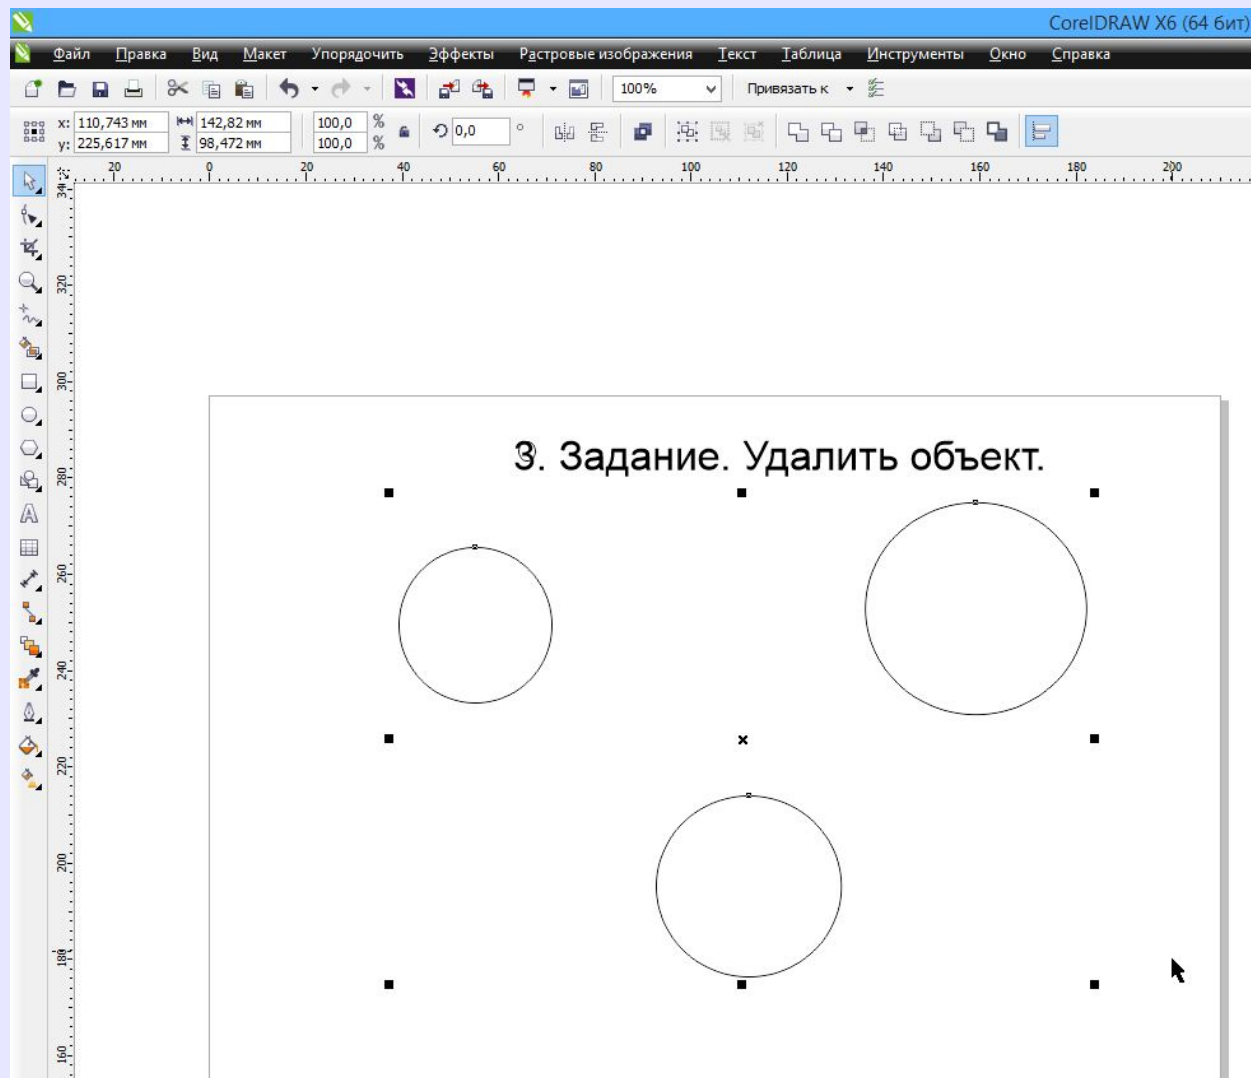 CorelDRAW X6 (64 бит)
Файл Правка Вид Макет Упорядочить Эффекты Растровые изображения Текст Таблица Инструменты Окно Справка
100% Привязать к
x: 110,743 мм 142,82 мм 100,0 % 0,0 °
y: 225,617 мм 98,472 мм 100,0 %
20 0 20 40 60 80 100 120 140 160 180 200
340
320
300
280
260
240
220
200
180
160
3. Задание. Удалить объект.